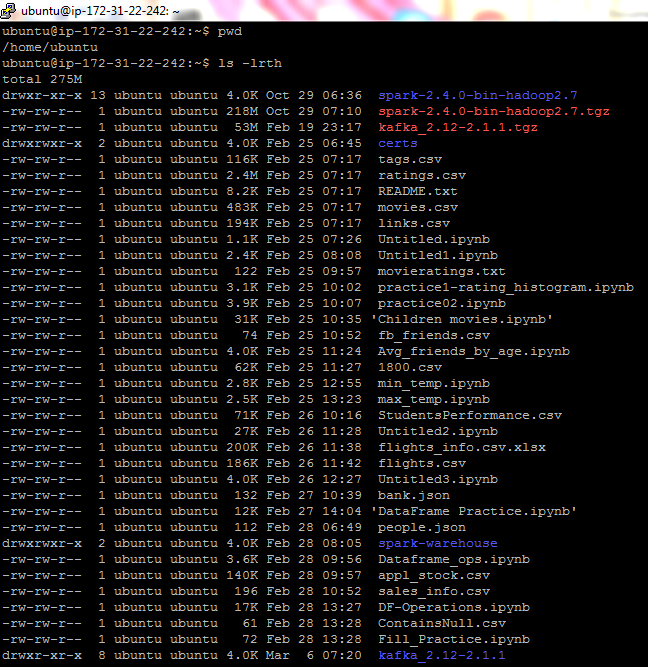 ubuntu@ip-172-31-22-242: ~
ubuntu@ip-172-31-22-242:~$ pwd
/home/ubuntu
ubuntu@ip-172-31-22-242:~$ ls -lrth
total 275M
drwxr-xr-x 13 ubuntu ubuntu 4.0K Oct 29 06:36  spark-2.4.0-bin-hadoop2.7
-rw-rw-r--  1 ubuntu ubuntu 218M Oct 29 07:10  spark-2.4.0-bin-hadoop2.7.tgz
-rw-rw-r--  1 ubuntu ubuntu  53M Feb 19 23:17  kafka_2.12-2.1.1.tgz
drwxrwxr-x  2 ubuntu ubuntu 4.0K Feb 25 06:45  certs
-rw-rw-r--  1 ubuntu ubuntu 116K Feb 25 07:17  tags.csv
-rw-rw-r--  1 ubuntu ubuntu 2.4M Feb 25 07:17  ratings.csv
-rw-rw-r--  1 ubuntu ubuntu 8.2K Feb 25 07:17  README.txt
-rw-rw-r--  1 ubuntu ubuntu 483K Feb 25 07:17  movies.csv
-rw-rw-r--  1 ubuntu ubuntu 194K Feb 25 07:17  links.csv
-rw-rw-r--  1 ubuntu ubuntu 1.1K Feb 25 07:26  Untitled.ipynb
-rw-rw-r--  1 ubuntu ubuntu 2.4K Feb 25 08:08  Untitled1.ipynb
-rw-rw-r--  1 ubuntu ubuntu  122 Feb 25 09:57  movieratings.txt
-rw-rw-r--  1 ubuntu ubuntu 3.1K Feb 25 10:02  practice1-rating_histogram.ipynb
-rw-rw-r--  1 ubuntu ubuntu 3.9K Feb 25 10:07  practice02.ipynb
-rw-rw-r--  1 ubuntu ubuntu  31K Feb 25 10:35 'Children movies.ipynb'
-rw-rw-r--  1 ubuntu ubuntu   74 Feb 25 10:52  fb_friends.csv
-rw-rw-r--  1 ubuntu ubuntu 4.0K Feb 25 11:24  Avg_friends_by_age.ipynb
-rw-rw-r--  1 ubuntu ubuntu  62K Feb 25 11:27  1800.csv
-rw-rw-r--  1 ubuntu ubuntu 2.8K Feb 25 12:55  min_temp.ipynb
-rw-rw-r--  1 ubuntu ubuntu 2.5K Feb 25 13:23  max_temp.ipynb
-rw-rw-r--  1 ubuntu ubuntu  71K Feb 26 10:16  StudentsPerformance.csv
-rw-rw-r--  1 ubuntu ubuntu  27K Feb 26 11:28  Untitled2.ipynb
-rw-rw-r--  1 ubuntu ubuntu 200K Feb 26 11:38  flights_info.csv.xlsx
-rw-rw-r--  1 ubuntu ubuntu 186K Feb 26 11:42  flights.csv
-rw-rw-r--  1 ubuntu ubuntu 4.0K Feb 26 12:27  Untitled3.ipynb
-rw-rw-r--  1 ubuntu ubuntu  132 Feb 27 10:39  bank.json
-rw-rw-r--  1 ubuntu ubuntu  12K Feb 27 14:04 'DataFrame Practice.ipynb'
-rw-rw-r--  1 ubuntu ubuntu  112 Feb 28 06:49  people.json
drwxrwxr-x  2 ubuntu ubuntu 4.0K Feb 28 08:05  spark-warehouse
-rw-rw-r--  1 ubuntu ubuntu 3.6K Feb 28 09:56  Dataframe_ops.ipynb
-rw-rw-r--  1 ubuntu ubuntu 140K Feb 28 09:57  appl_stock.csv
-rw-rw-r--  1 ubuntu ubuntu  196 Feb 28 10:52  sales_info.csv
-rw-rw-r--  1 ubuntu ubuntu  17K Feb 28 13:27  DF-Operations.ipynb
-rw-rw-r--  1 ubuntu ubuntu   61 Feb 28 13:28  ContainsNull.csv
-rw-rw-r--  1 ubuntu ubuntu   72 Feb 28 13:28  Fill_Practice.ipynb
drwxr-xr-x  8 ubuntu ubuntu 4.0K Mar  6 07:20  kafka_2.12-2.1.1